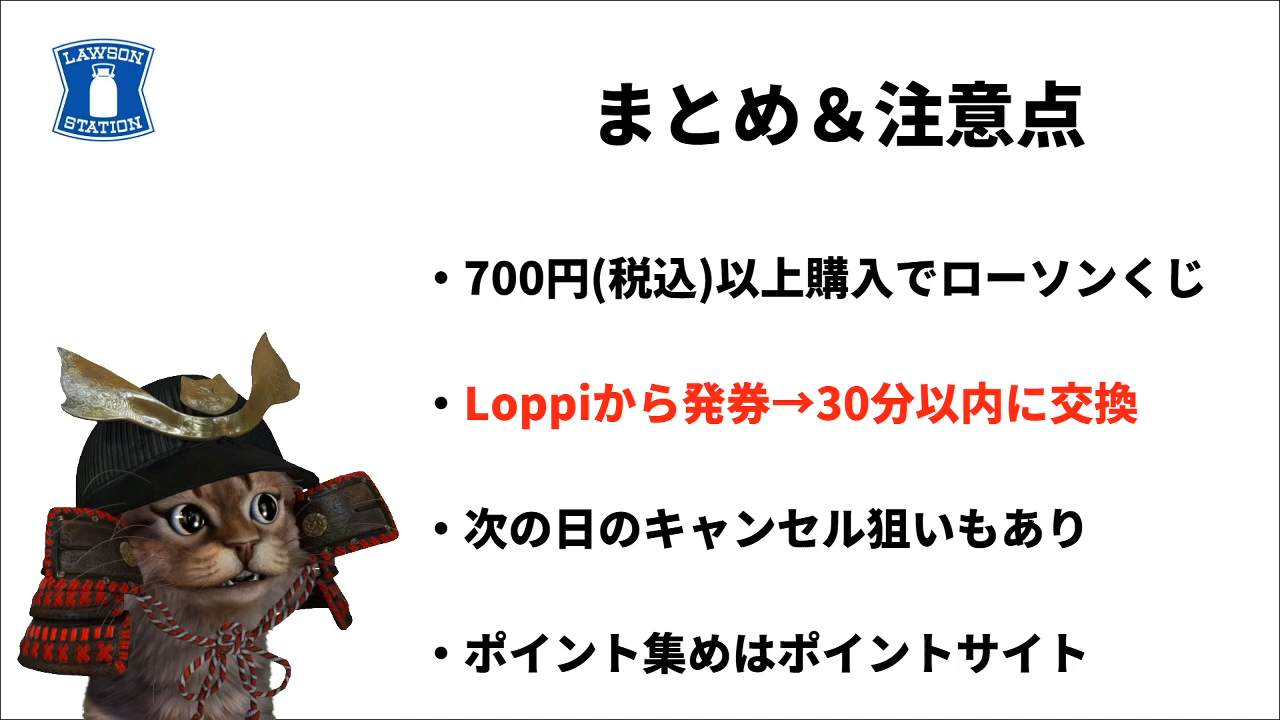 LAWSON
STATION
まとめ＆注意点
・700円(税込)以上購入でローソンくじ
・Loppiから発券→30分以内に交換
・次の日のキャンセル狙いもあり
・ポイント集めはポイントサイト